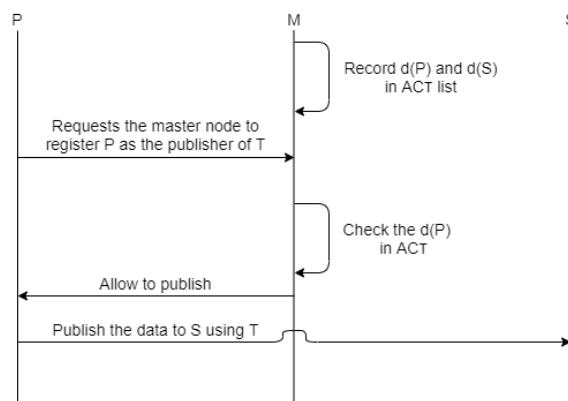 P
M
S
Record d(P) and d(S)
in ACT list
Requests the master node to
register P as the publisher of T
Check the d(P)
in ACT
Allow to publish
Publish the data to S using T